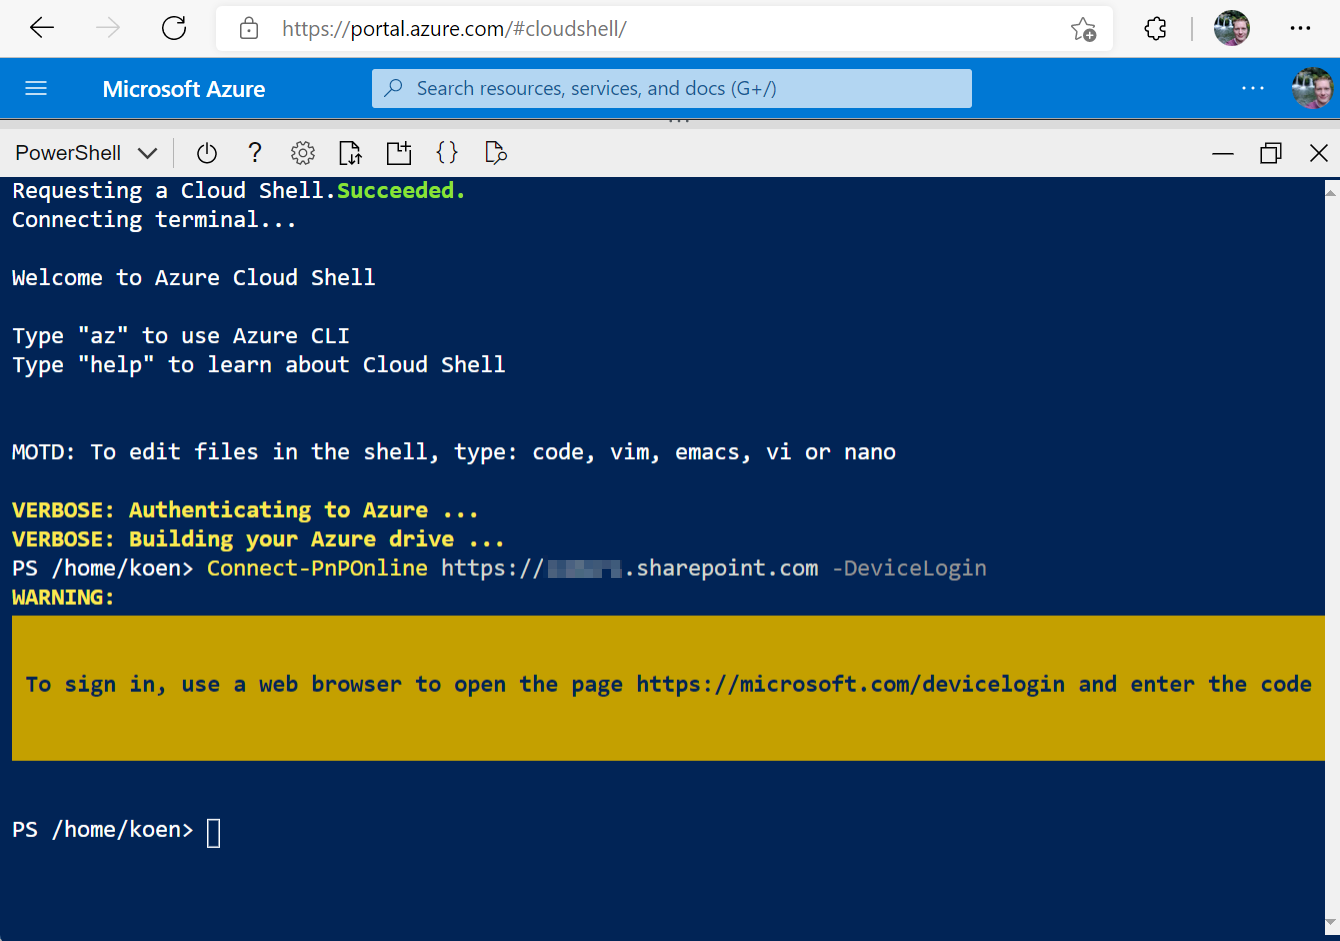 https://portal.azure.com/#cloudshell/
Microsoft Azure
Search resources, services, and docs (G+/)
PowerShell
Requesting a Cloud Shell.Succeeded.
Connecting terminal...
Welcome to Azure Cloud Shell
Type "az" to use Azure CLI
Type "help" to learn about Cloud Shell
MOTD: To edit files in the shell, type: code, vim, emacs, vi or nano
VERBOSE: Authenticating to Azure ...
VERBOSE: Building your Azure drive ...
PS /home/koen> Connect-PnPOnline https://.sharepoint.com -DeviceLogin
WARNING:
To sign in, use a web browser to open the page https://microsoft.com/devicelogin and enter the code
PS /home/koen>